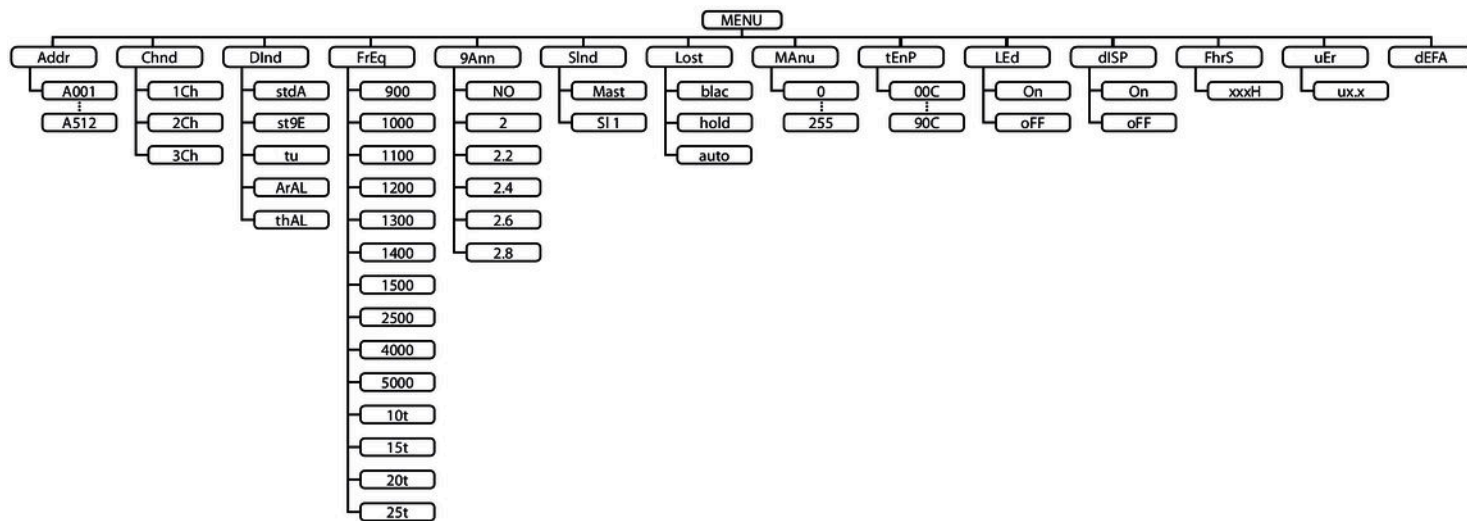 MENU
Addr
Chnd
DInd
FrEq
9Ann
SInd
Lost
MAnu
tEnP
LEd
dISP
FhrS
uEr
dEFA
A001
A512
1Ch
2Ch
3Ch
stdA
st9E
tu
ArAL
thAL
900
1000
1100
1200
1300
1400
1500
2500
4000
5000
10t
15t
20t
25t
NO
2
2.2
2.4
2.6
2.8
Mast
Sl 1
blac
hold
auto
0
255
00C
90C
On
oFF
On
oFF
xxxH
ux.x